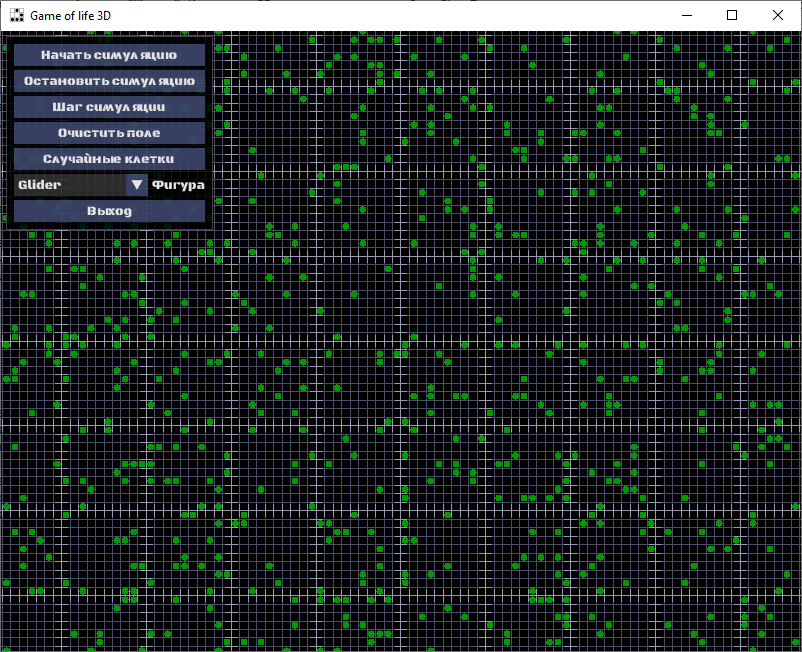 Game of life 3D
Начать симуляцию
Остановить симуляцию
Шаг симуляции
Очистить поле
Случайные клетки
Glider Фигура
Выход